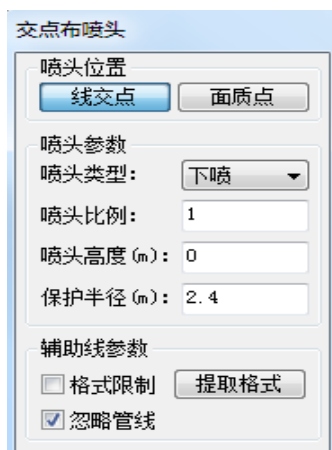 交点布喷头
喷头位置
线交点 面质点
喷头参数
喷头类型: 下喷
喷头比例: 1
喷头高度(m): 0
保护半径(m): 2.4
辅助线参数
格式限制 提取格式
忽略管线